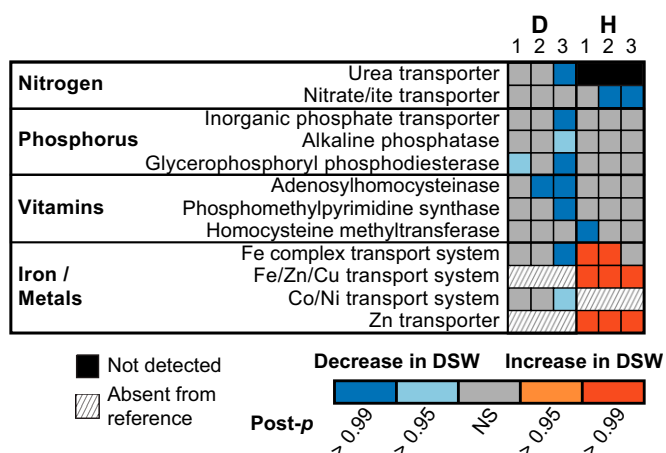 D H
1 2 3 1 2 3
Nitrogen
Urea transporter
Nitrate/ite transporter
Phosphorus
Inorganic phosphate transporter
Alkaline phosphatase
Glycerophosphoryl phosphodiesterase
Vitamins
Adenosylhomocysteinase
Phosphomethylpyrimidine synthase
Homocysteine methyltransferase
Iron /
Metals
Fe complex transport system
Fe/Zn/Cu transport system
Co/Ni transport system
Zn transporter
Not detected
Absent from
reference
Decrease in DSW
Increase in DSW
Post-p
> 0.99
> 0.95
NS
> 0.95
> 0.99